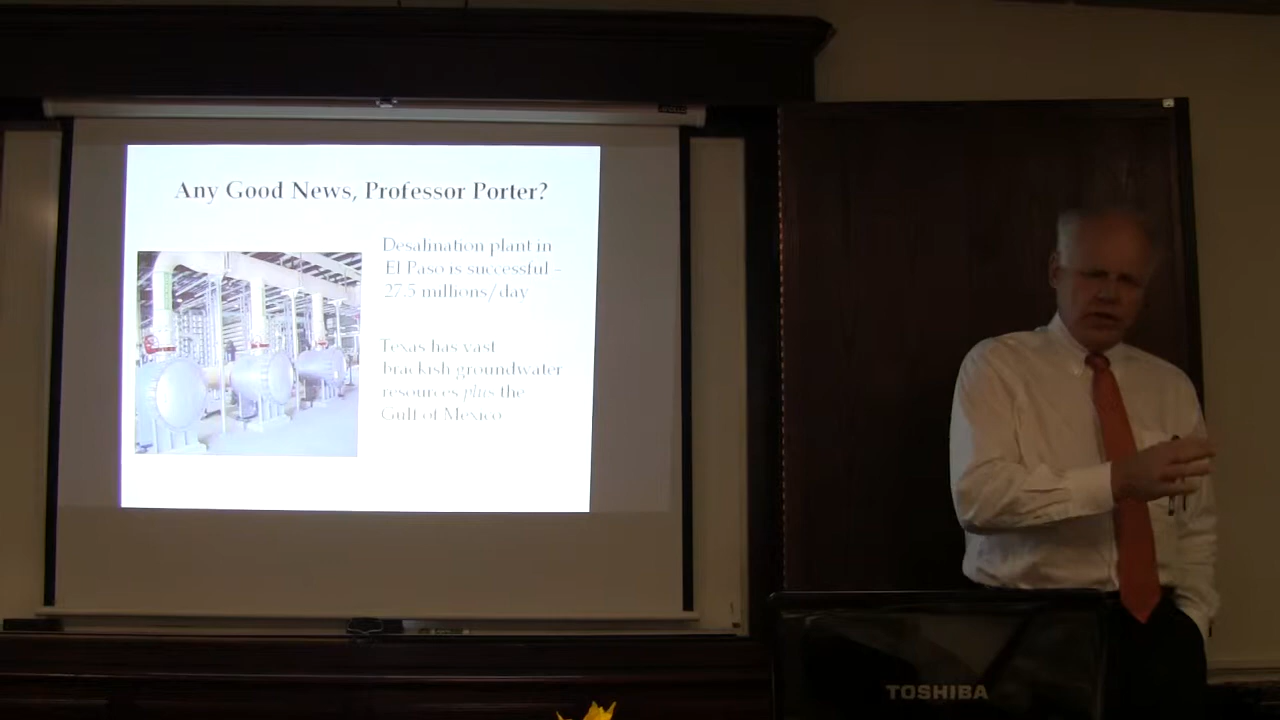 Any Good News, Professor Porter?
Desalination plant in
El Paso is successful –
27.5 millions/day
Texas has vast
brackish groundwater
resources plus the
Gulf of Mexico
TOSHIBA